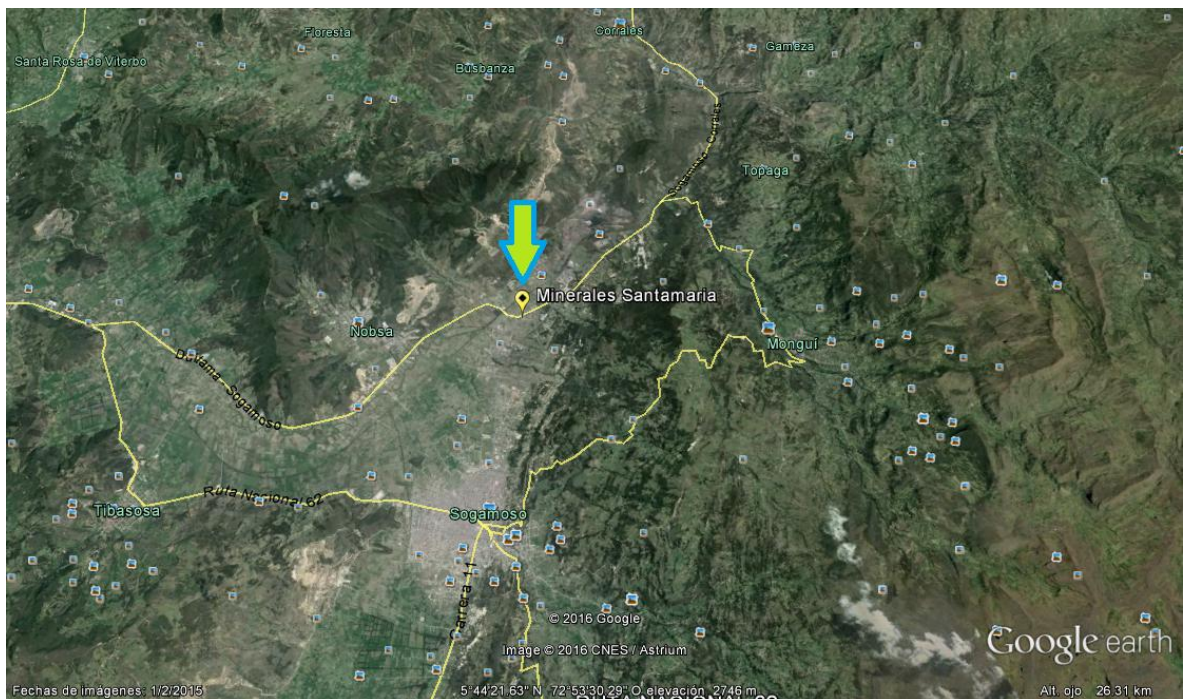 Floresta
Corrales
Gameza
Santa Rosa de Viterbo
Busbanza
Topaga
Minerales Santamaria
Nobsa
Monguí
Duitama - Sogamoso
Ruta Nacional 62
Tibasosa
Sogamoso
Carrera 11
© 2016 Google
Image © 2016 CNES / Astrium
Google earth
Fechas de imágenes: 1/2/2015
5°44'21.63" N 72°53'30.29" O elevación 2746 m
Alt. ojo 26.31 km